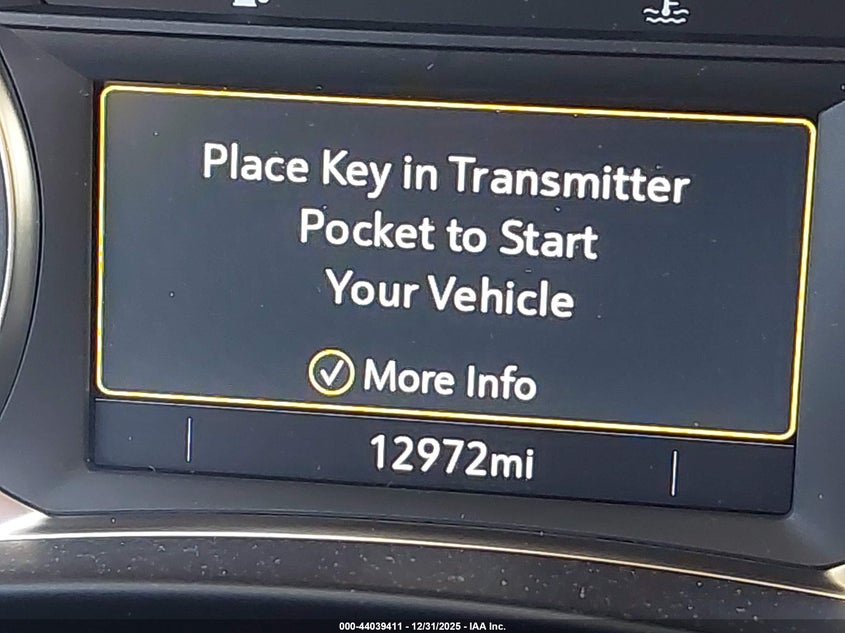 Place Key in Transmitter
Pocket to Start
Your Vehicle
More Info
12972mi
000-44039411 - 12/31/2025 - IAA Inc.